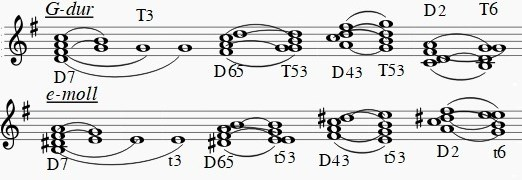 G-dur
T3 D2 T6
D7 D65 T53 D43 T53
e-moll
D7 t3 D65 t53 D43 t53 D2 t6